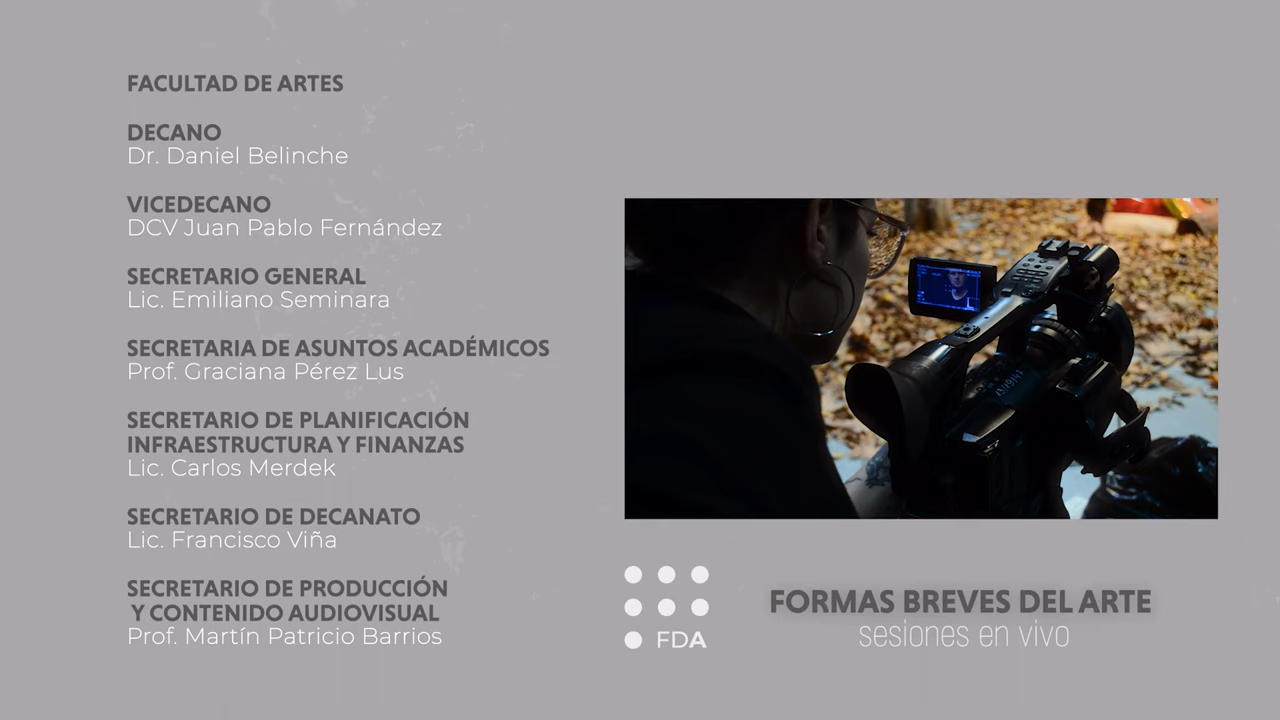 FACULTAD DE ARTES
DECANO
Dr. Daniel Belinche
VICEDECANO
DCV Juan Pablo Fernández
SECRETARIO GENERAL
Lic. Emiliano Seminara
SECRETARIA DE ASUNTOS ACADÉMICOS
Prof. Graciana Pérez Lus
SECRETARIO DE PLANIFICACIÓN
INFRAESTRUCTURA Y FINANZAS
Lic. Carlos Merdek
SECRETARIO DE DECANATO
Lic. Francisco Viña
SECRETARIO DE PRODUCCIÓN
Y CONTENIDO AUDIOVISUAL
Prof. Martín Patricio Barrios
FDA
FORMAS BREVES DEL ARTE
sesiones en vivo